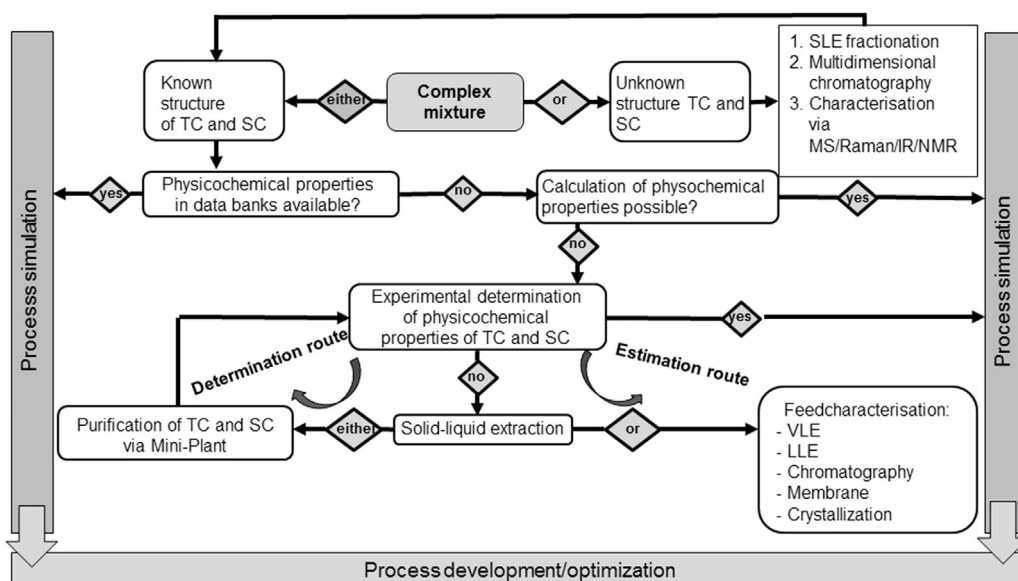 1. SLE fractionation
2. Multidimensional
chromatography
3. Characterisation
via
MS/Raman/IR/NMR
Known
structure
of TC and SC
either
Complex
mixture
or
Unknown
structure TC and
SC
yes
Physicochemical properties
in data banks available?
no
Calculation of physochemical
properties possible?
yes
no
Processs simulation
Process simulation
Experimental determination
of physicochemical
properties of TC and SC
yes
Determination route
no
Estimation route
Purification of TC and SC
via Mini-Plant
either
Solid-liquid extraction
or
Feedcharacterisation:
- VLE
- LLE
- Chromatography
- Membrane
- Crystallization
Process development/optimization